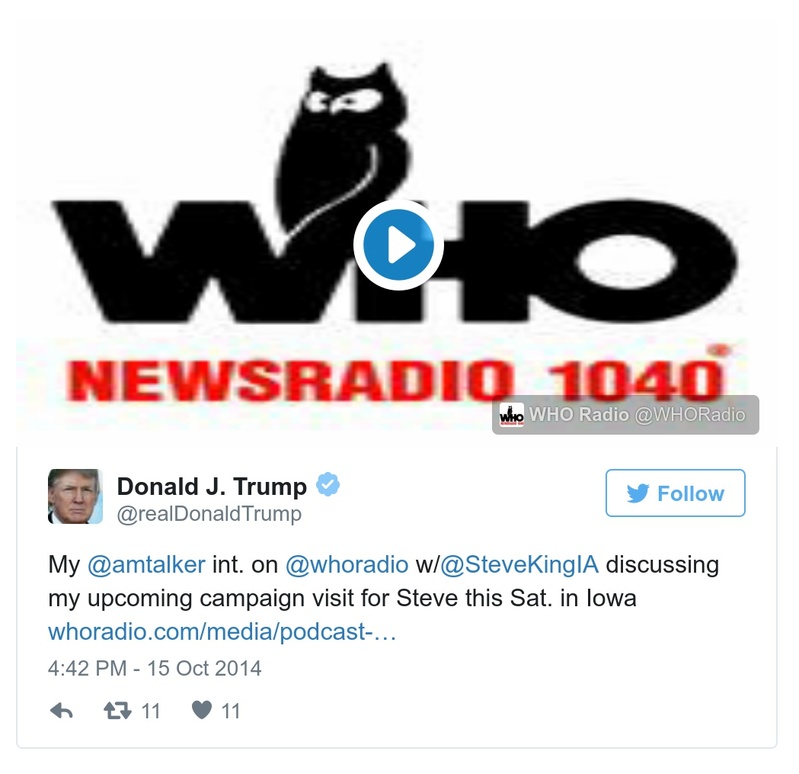 WHO
NEWSRADIO 1040
WHO Radio @WHORadio
Donald J. Trump
@realDonaldTrump
Follow
My @amtalker int. on @whoradio w/@SteveKingIA discussing
my upcoming campaign visit for Steve this Sat. in Iowa
whoradio.com/media/podcast-…
4:42 PM - 15 Oct 2014
11 11